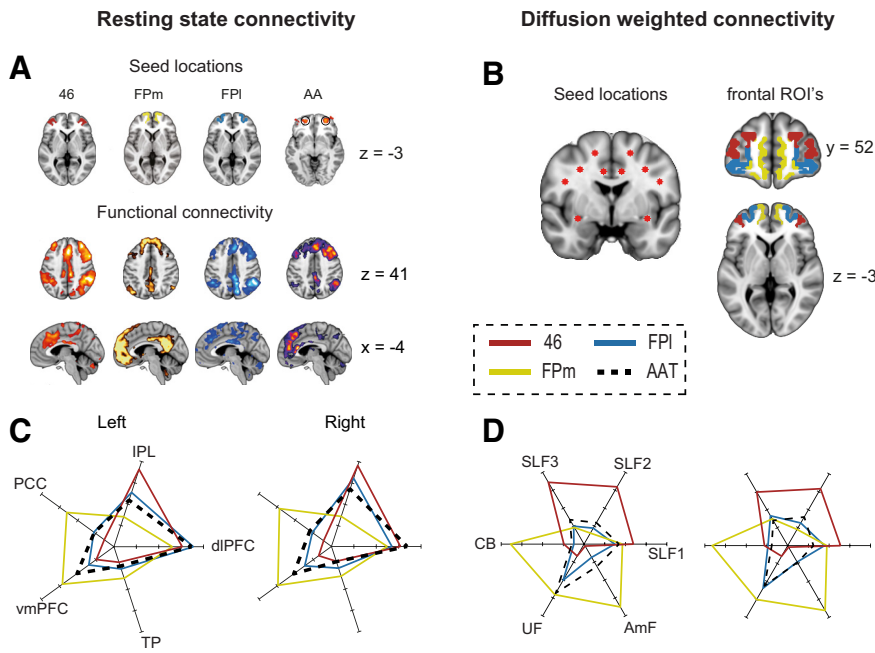 Resting state connectivity
Diffusion weighted connectivity
A
Seed locations
46 FPm FPl AA
z = -3
Functional connectivity
z = 41
x = -4
B
Seed locations
frontal ROI's
y = 52
z = -3
46 FPl
FPm AAT
C
Left Right
IPL
PCC
dlPFC
vmPFC
TP
D
SLF3 SLF2
CB
SLF1
UF AmF